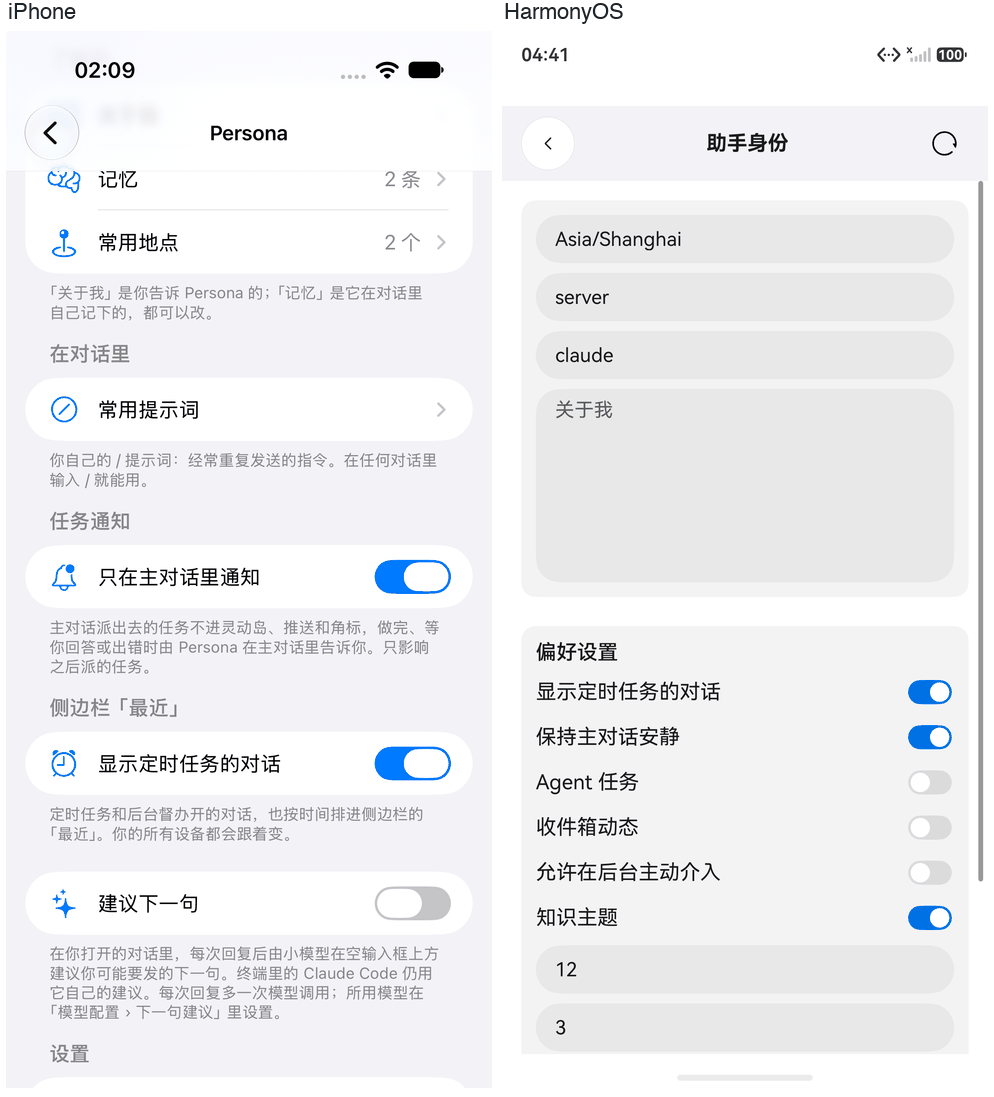 iPhone
02:09
Persona
记忆
2 条
常用地点
2 个
「关于我」是你告诉 Persona 的；「记忆」是它在对话里
自己记下的，都可以改。
在对话里
常用提示词
你自己的 / 提示词：经常重复发送的指令。在任何对话里
输入 / 就能用。
任务通知
只在主对话里通知
主对话派出去的任务不进灵动岛、推送和角标，做完、等
你回答或出错时由 Persona 在主对话里告诉你。只影响
之后派的任务。
侧边栏「最近」
显示定时任务的对话
定时任务和后台督办开的对话，也按时间排进侧边栏的
「最近」。你的所有设备都会跟着变。
建议下一句
在你打开的对话里，每次回复后由小模型在空输入框上方
建议你可能要发的下一句。终端里的 Claude Code 仍用
它自己的建议。每次回复多一次模型调用；所用模型在
「模型配置 › 下一句建议」里设置。
设置
HarmonyOS
04:41
100
助手身份
Asia/Shanghai
server
claude
关于我
偏好设置
显示定时任务的对话
保持主对话安静
Agent 任务
收件箱动态
允许在后台主动介入
知识主题
12
3